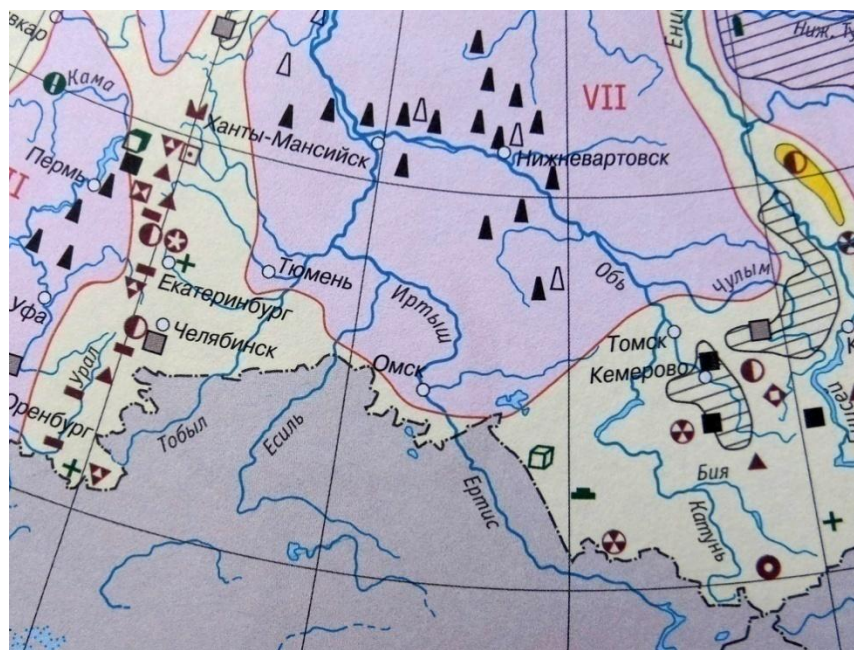 Кама
Ханты-Мансийск
VII
Пермь
Нижневартовск
Тюмень
Обь
Чулым
Екатеринбург
Иртыш
Уфа
Челябинск
Томск
Омск
Кемерово
Урал
Оренбург
Тобыл
Есиль
Бия
Ертис
Катунь